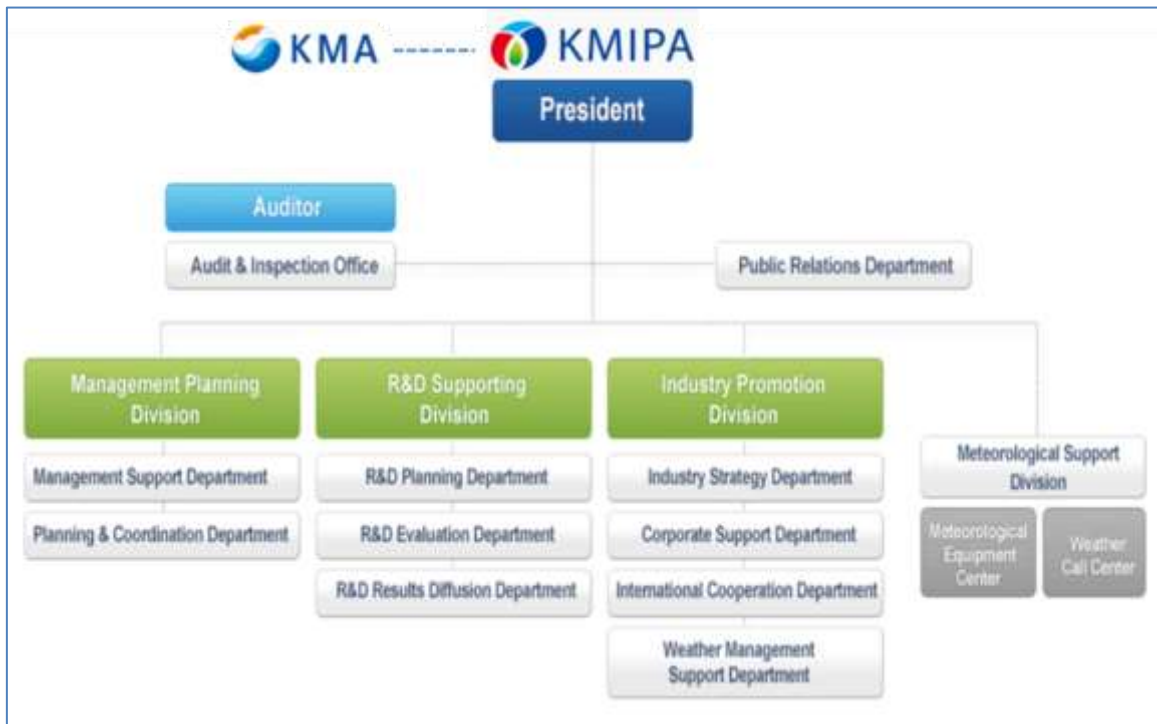 KMA
KMIPA
President
Auditor
Audit & Inspection Office
Public Relations Department
Management Planning
Division
Management Support Department
Planning & Coordination Department
R&D Supporting
Division
R&D Planning Department
R&D Evaluation Department
R&D Results Diffusion Department
Industry Promotion
Division
Industry Strategy Department
Corporate Support Department
International Cooperation Department
Weather Management
Support Department
Meteorological Support
Division
Meteorological
Equipment
Center
Weather
Call Center